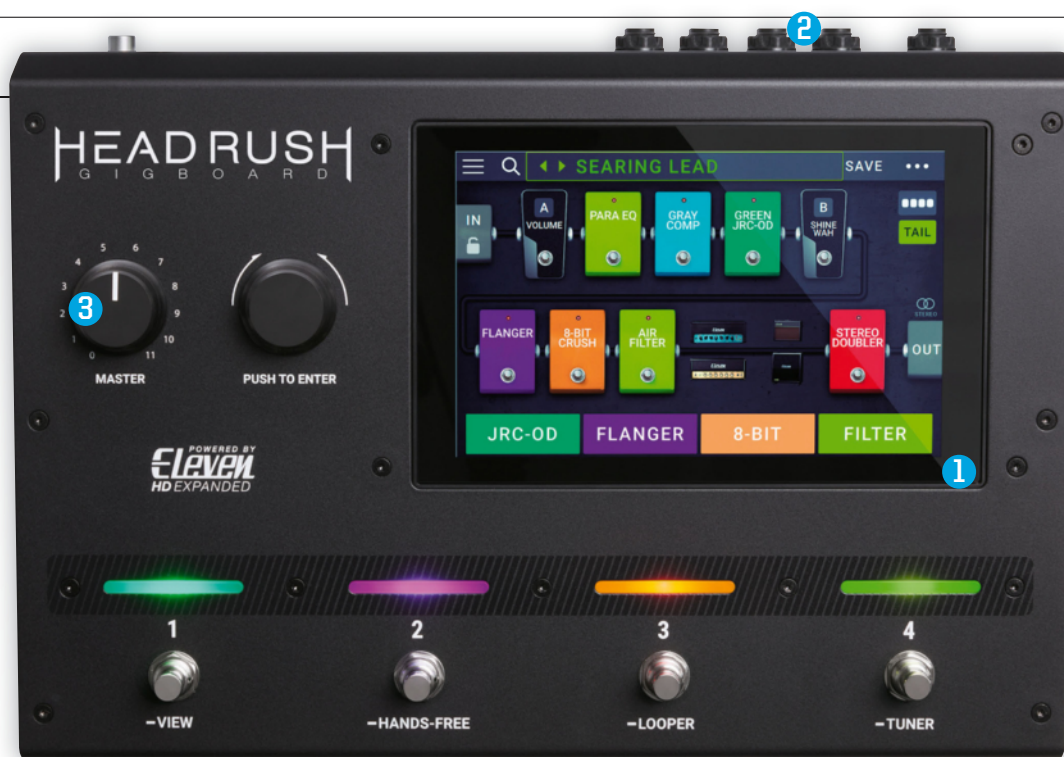 2
HEADRUSH
GIGBOARD
SEARING LEAD
SAVE
IN
A
VOLUME
PARA EQ
GRAY
COMP
GREEN
JRC-OD
B
SHINE
WAH
TAIL
FLANGER
8-BIT
CRUSH
AIR
FILTER
STEREO
DOUBLER
STEREO
OUT
JRC-OD
FLANGER
8-BIT
FILTER
1
0 1 2 3 4 5 6 7 8 9 10 11
3
MASTER
PUSH TO ENTER
POWERED BY
Eleven
HD EXPANDED
1
2
3
4
–VIEW
–HANDS-FREE
–LOOPER
–TUNER